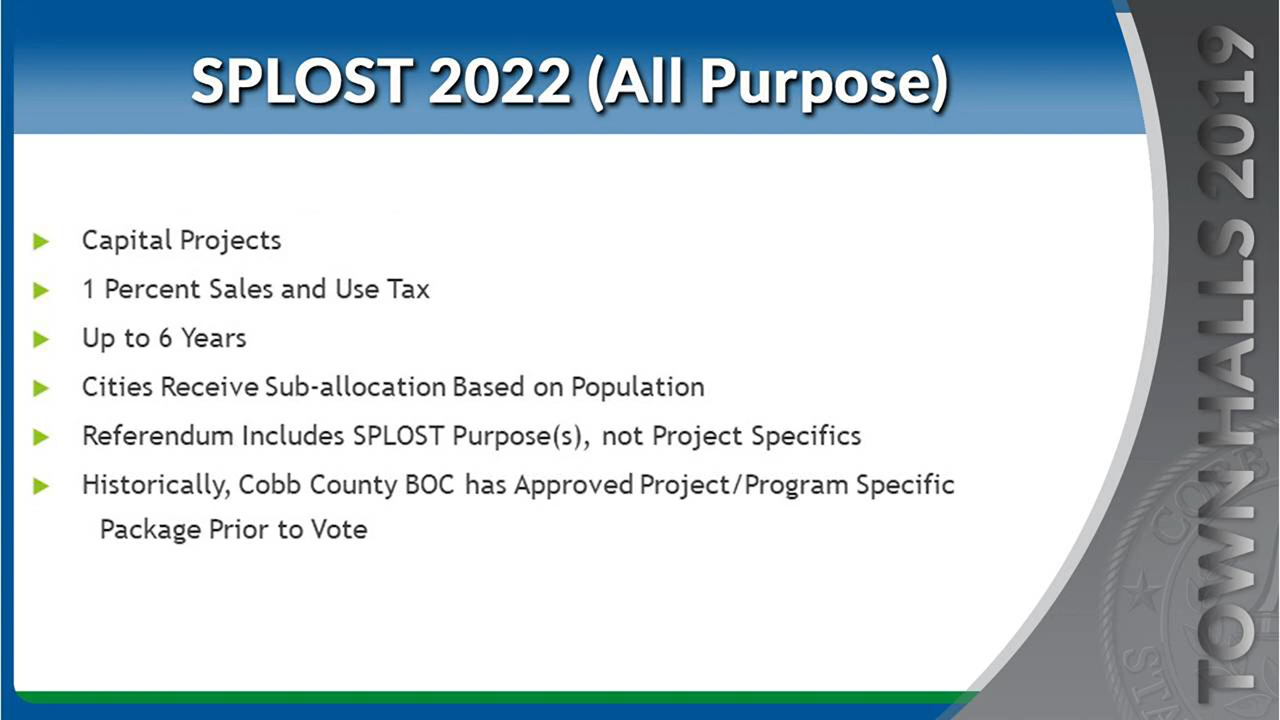 SPLOST 2022 (All Purpose)
Capital Projects
1 Percent Sales and Use Tax
Up to 6 Years
Cities Receive Sub-allocation Based on Population
Referendum Includes SPLOST Purpose(s), not Project Specifics
Historically, Cobb County BOC has Approved Project/Program Specific
Package Prior to Vote
TOWN HALLS 2019